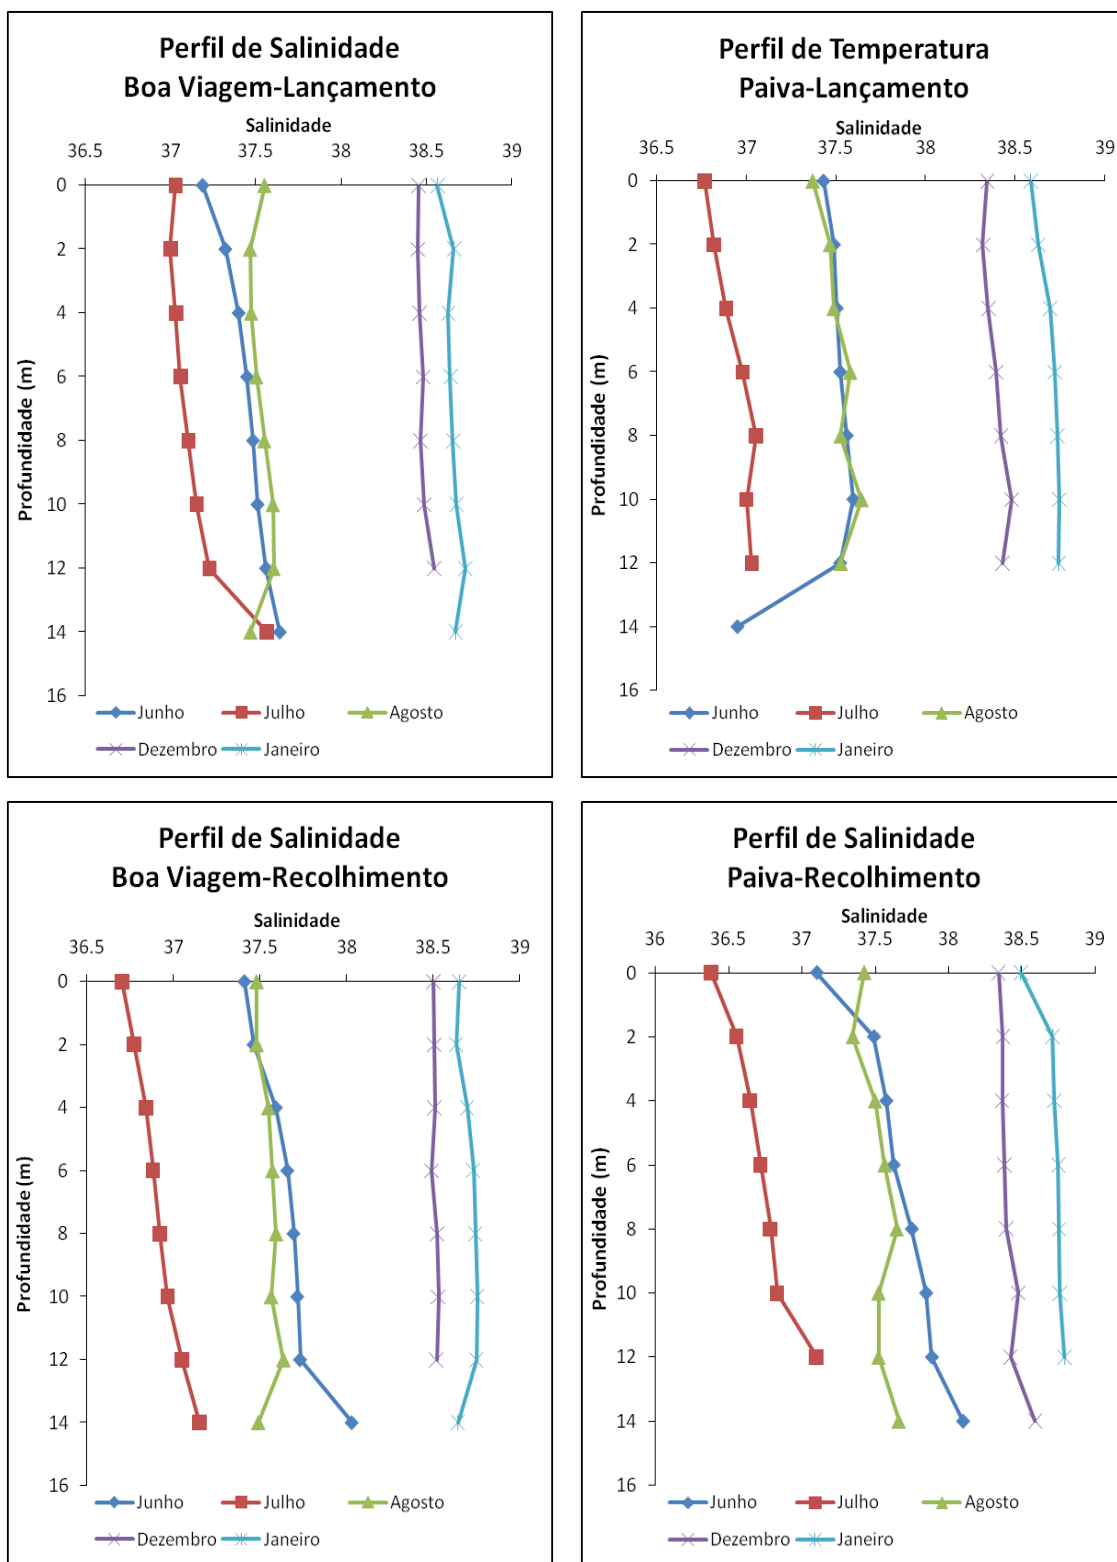 Perfil de Salinidade
Boa Viagem-Lançamento
Salinidade
36.5 37 37.5 38 38.5 39
0
2
4
6
8
10
12
14
16
Profundidade (m)
Junho Julho Agosto
Dezembro Janeiro
Perfil de Temperatura
Paiva-Lançamento
Salinidade
36.5 37 37.5 38 38.5 39
0
2
4
6
8
10
12
14
16
Profundidade (m)
Junho Julho Agosto
Dezembro Janeiro
Perfil de Salinidade
Boa Viagem-Recolhimento
Salinidade
36.5 37 37.5 38 38.5 39
0
2
4
6
8
10
12
14
16
Profundidade (m)
Junho Julho Agosto
Dezembro Janeiro
Perfil de Salinidade
Paiva-Recolhimento
Salinidade
36 36.5 37 37.5 38 38.5 39
0
2
4
6
8
10
12
14
16
Profundidade (m)
Junho Julho Agosto
Dezembro Janeiro